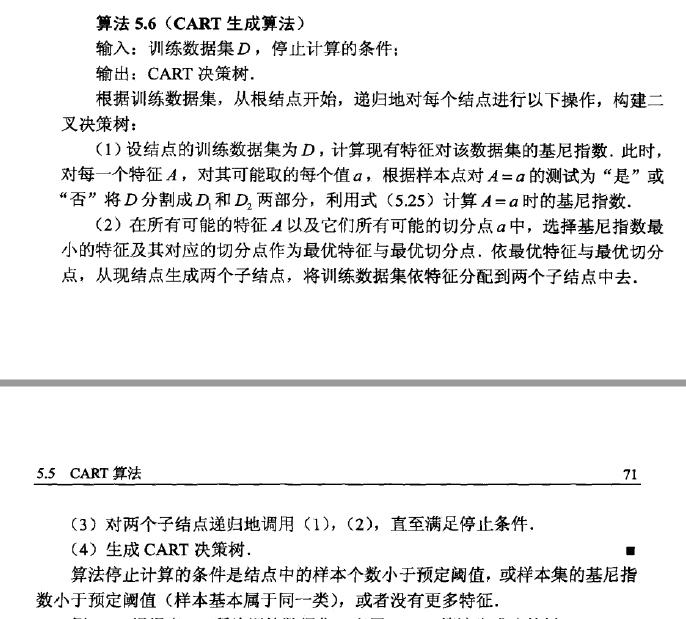 算法 5.6（CART 生成算法）
输入：训练数据集 D，停止计算的条件；
输出：CART 决策树．
根据训练数据集，从根结点开始，递归地对每个结点进行以下操作，构建二
叉决策树：
（1）设结点的训练数据集为 D，计算现有特征对该数据集的基尼指数．此时，
对每一个特征 A，对其可能取的每个值 a，根据样本点对 A=a 的测试为“是”或
“否”将 D 分割成 D₁ 和 D₂ 两部分，利用式（5.25）计算 A=a 时的基尼指数．
（2）在所有可能的特征 A 以及它们所有可能的切分点 a 中，选择基尼指数最
小的特征及其对应的切分点作为最优特征与最优切分点．依最优特征与最优切分
点，从现结点生成两个子结点，将训练数据集依特征分配到两个子结点中去．
5.5 CART 算法 71
（3）对两个子结点递归地调用（1），（2），直至满足停止条件．
（4）生成 CART 决策树． ■
算法停止计算的条件是结点中的样本个数小于预定阈值，或样本集的基尼指
数小于预定阈值（样本基本属于同一类），或者没有更多特征．